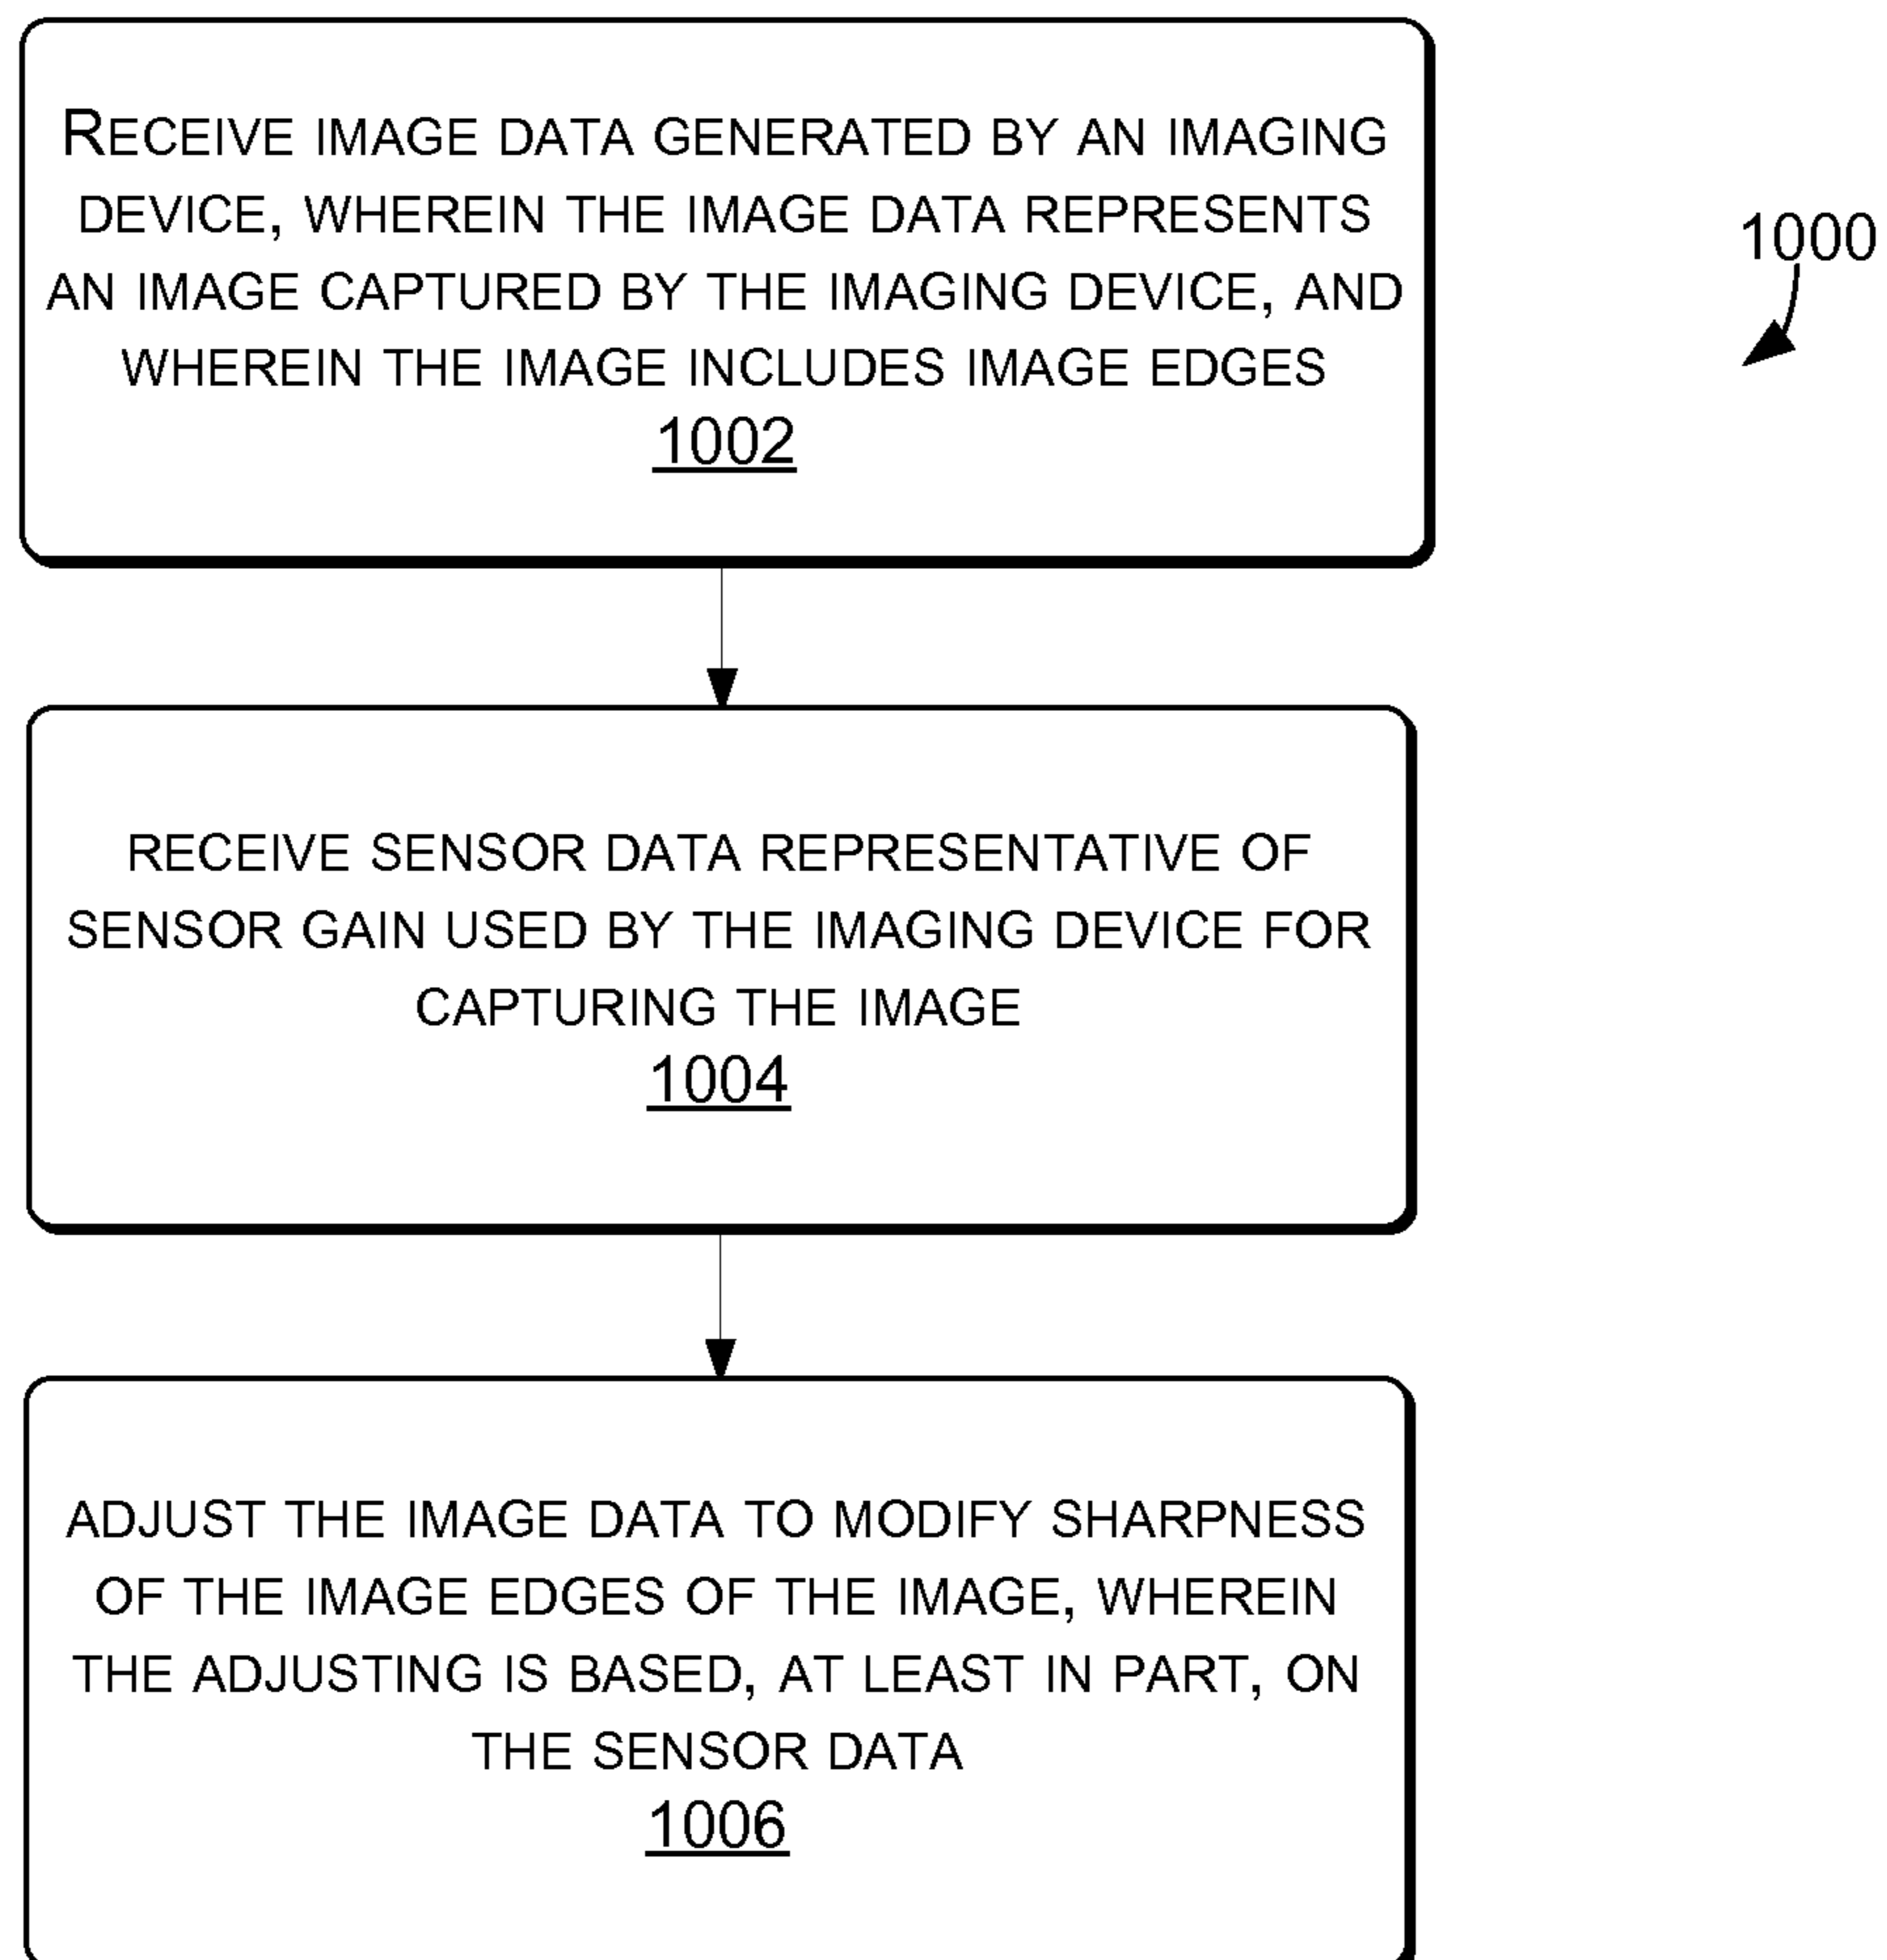 RECEIVE IMAGE DATA GENERATED BY AN IMAGING
DEVICE, WHEREIN THE IMAGE DATA REPRESENTS
AN IMAGE CAPTURED BY THE IMAGING DEVICE, AND
WHEREIN THE IMAGE INCLUDES IMAGE EDGES
1002
1000
RECEIVE SENSOR DATA REPRESENTATIVE OF
SENSOR GAIN USED BY THE IMAGING DEVICE FOR
CAPTURING THE IMAGE
1004
ADJUST THE IMAGE DATA TO MODIFY SHARPNESS
OF THE IMAGE EDGES OF THE IMAGE, WHEREIN
THE ADJUSTING IS BASED, AT LEAST IN PART, ON
THE SENSOR DATA
1006